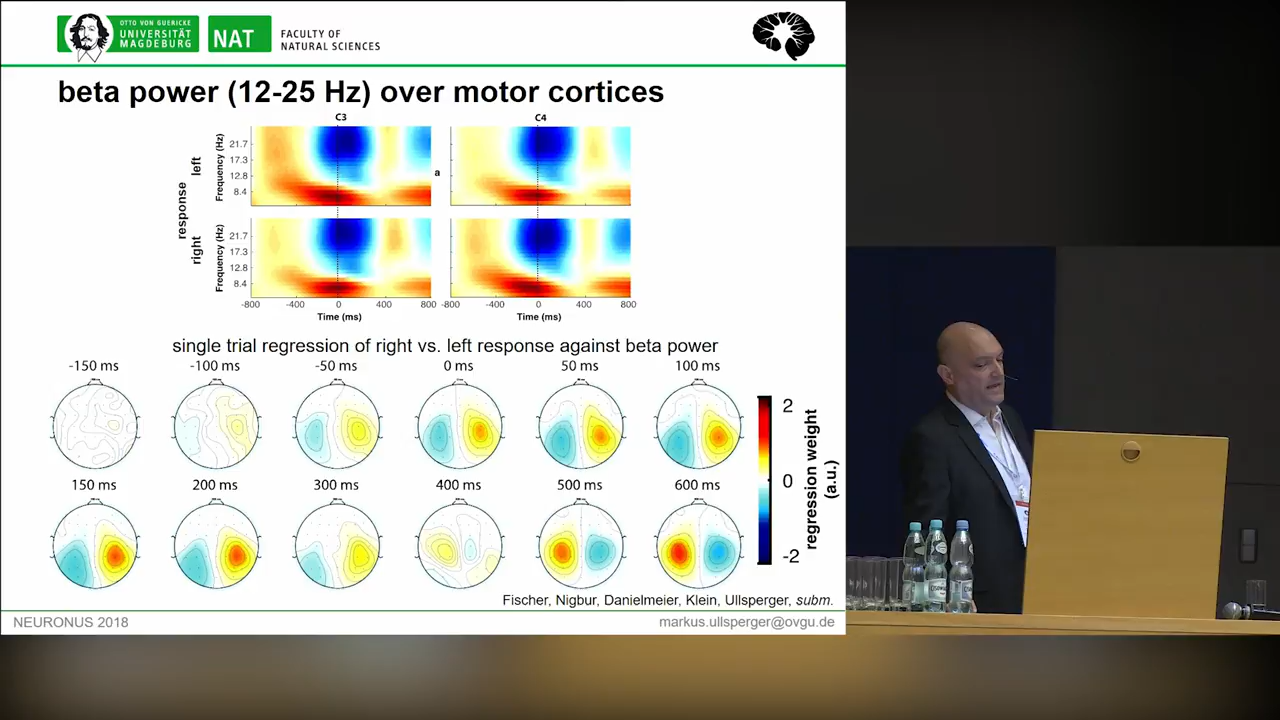 OTTO VON GUERICKE
UNIVERSITÄT
MAGDEBURG
NAT
FACULTY OF
NATURAL SCIENCES
beta power (12-25 Hz) over motor cortices
C3
C4
response
left
right
Frequency (Hz)
21.7
17.3
12.8
8.4
a
Frequency (Hz)
21.7
17.3
12.8
8.4
-800 -400 0 400 800 -800 -400 0 400 800
Time (ms) Time (ms)
single trial regression of right vs. left response against beta power
-150 ms -100 ms -50 ms 0 ms 50 ms 100 ms
150 ms 200 ms 300 ms 400 ms 500 ms 600 ms
2
0
-2
regression weight
(a.u.)
Fischer, Nigbur, Danielmeier, Klein, Ullsperger, subm.
NEURONUS 2018
markus.ullsperger@ovgu.de